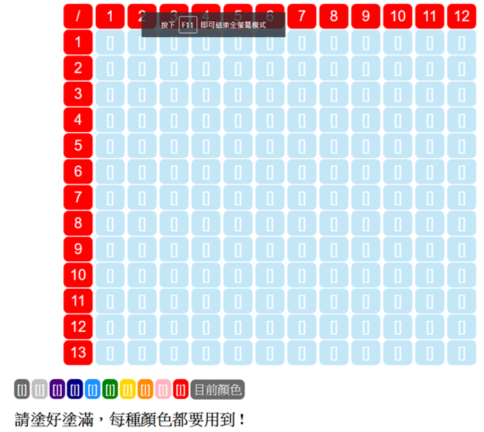 / 1 2 3 4 5 6 7 8 9 10 11 12
按下 F11 即可結束全螢幕模式
1 [] [] [] [] [] [] [] [] [] [] [] []
2 [] [] [] [] [] [] [] [] [] [] [] []
3 [] [] [] [] [] [] [] [] [] [] [] []
4 [] [] [] [] [] [] [] [] [] [] [] []
5 [] [] [] [] [] [] [] [] [] [] [] []
6 [] [] [] [] [] [] [] [] [] [] [] []
7 [] [] [] [] [] [] [] [] [] [] [] []
8 [] [] [] [] [] [] [] [] [] [] [] []
9 [] [] [] [] [] [] [] [] [] [] [] []
10 [] [] [] [] [] [] [] [] [] [] [] []
11 [] [] [] [] [] [] [] [] [] [] [] []
12 [] [] [] [] [] [] [] [] [] [] [] []
13 [] [] [] [] [] [] [] [] [] [] [] []
[] [] [] [] [] [] [] [] [] [] 目前顏色
請塗好塗滿，每種顏色都要用到！